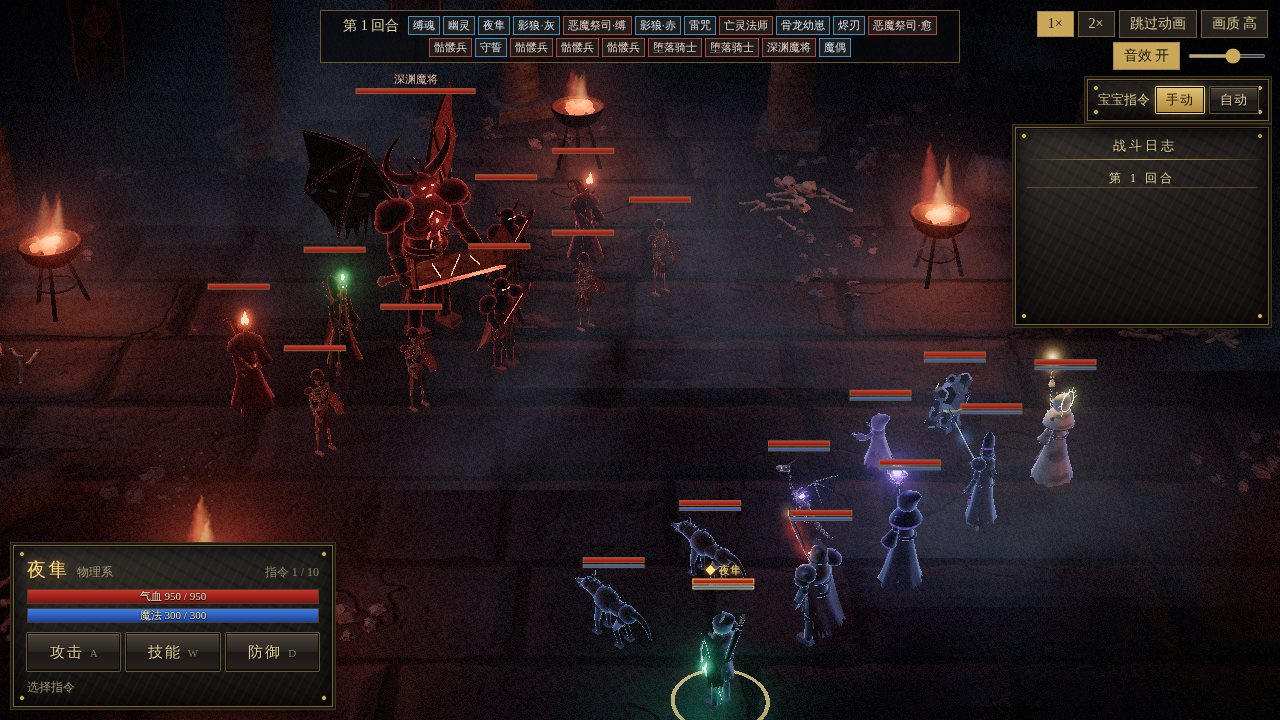 第 1 回合 缚魂 幽灵 夜隼 影狼·灰 恶魔祭司·缚 影狼·赤 雷咒 亡灵法师 骨龙幼崽 烬刃 恶魔祭司·愈
骷髅兵 守誓 骷髅兵 骷髅兵 骷髅兵 堕落骑士 堕落骑士 深渊魔将 魔偶
1× 2× 跳过动画 画质 高
音效 开
宝宝指令 手动 自动
战斗日志
第 1 回合
深渊魔将
夜隼
夜隼 物理系 指令 1 / 10
气血 950 / 950
魔法 300 / 300
攻击 A 技能 W 防御 D
选择指令